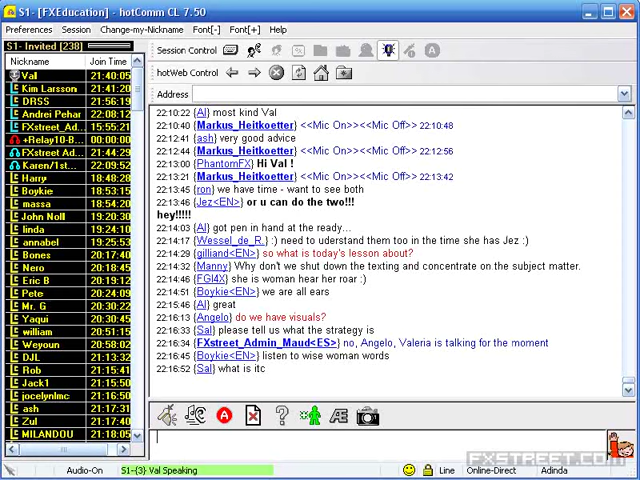 S1- [FXEducation] - hotComm CL 7.50
Preferences Session Change-my-Nickname Font[-] Font[+] Help
S1- Invited [238]
Nickname Join Time
Val 21:40:05
Kim Larsson 21:41:20
DRSS 21:56:19
Andrei Pehar 22:08:12
FXstreet_Ad... 15:55:21
+Relay10-B... 00:00:00
FXstreet Ad... 21:44:29
Karen/1st... 22:09:52
Harry 18:49:15
Boykie 18:53:15
massa 18:54:20
John Noll 19:20:30
linda 19:24:10
annabel 19:25:53
Bones 20:17:40
Nero 20:18:45
Eric B 20:19:12
Pete 20:24:09
Mr. G 20:30:22
Yaqui 20:30:45
william 20:51:15
Weyoun 20:58:02
DJL 21:13:32
Rob 21:15:41
Jack1 21:15:54
jocelynlmc 21:16:50
ash 21:17:31
Zul 21:17:40
MILANDOU 21:18:05
Session Control
hotWeb Control
Address
22:10:22 {Al} most kind Val
22:10:40 {Markus_Heitkoetter} <<Mic On>><<Mic Off>> 22:10:48
22:12:41 {ash} very good advice
22:12:44 {Markus_Heitkoetter} <<Mic On>><<Mic Off>> 22:12:56
22:13:00 {PhantomFX} Hi Val !
22:13:21 {Markus_Heitkoetter} <<Mic On>><<Mic Off>> 22:13:42
22:13:45 {ron} we have time - want to see both
22:13:46 {Jez<EN>} or u can do the two!!!
hey!!!!!
22:14:03 {Al} got pen in hand at the ready...
22:14:17 {Wessel_de_R.} :) need to uderstand them too in the time she has Jez :)
22:14:29 {gilliand<EN>} so what is today's lesson about?
22:14:32 {Manny} Why don't we shut down the texting and concentrate on the subject matter.
22:14:46 {FGI4X} she is woman hear her roar :)
22:14:51 {Boykie<EN>} we are all ears
22:15:46 {Al} great
22:16:13 {Angelo} do we have visuals?
22:16:33 {Sal} please tell us what the strategy is
22:16:34 {FXstreet_Admin_Maud<ES>} no, Angelo, Valeria is talking for the moment
22:16:45 {Boykie<EN>} listen to wise woman words
22:16:52 {Sal} what is itc
FXSTREET.COM
Audio-On S1-{3} Val Speaking Line Online-Direct Adinda